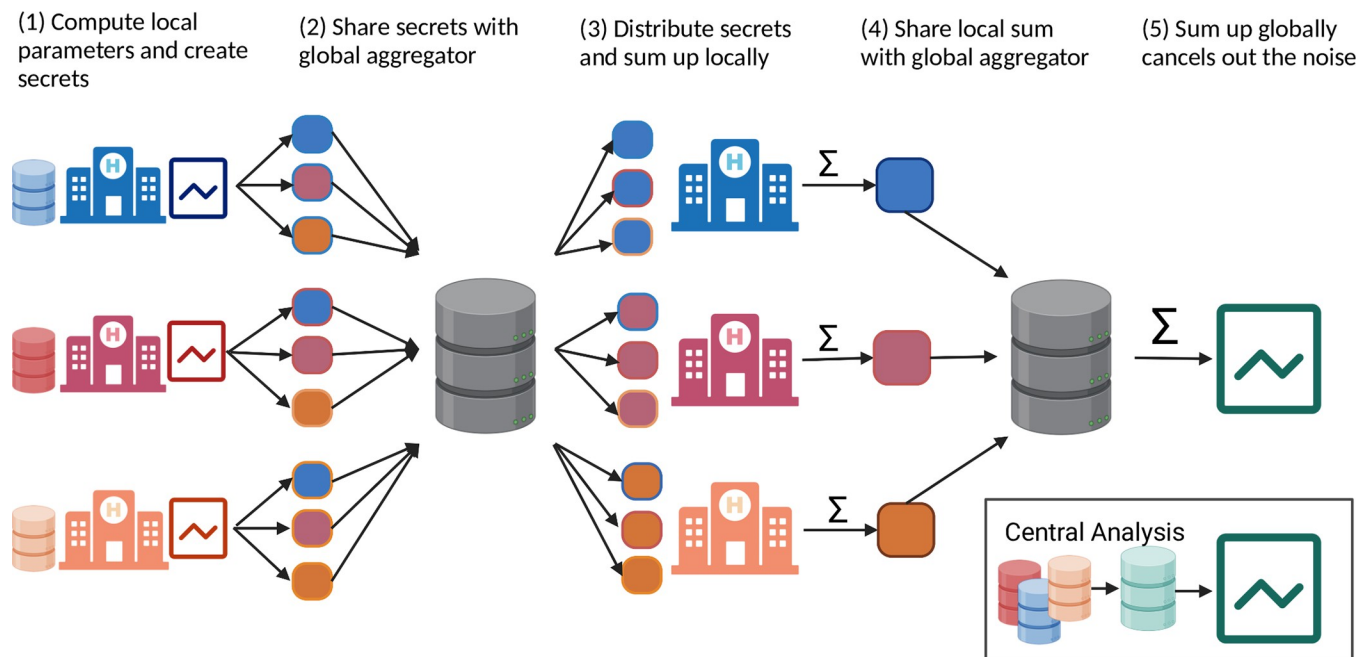 (1) Compute local
parameters and create
secrets
(2) Share secrets with
global aggregator
(3) Distribute secrets
and sum up locally
(4) Share local sum
with global aggregator
(5) Sum up globally
cancels out the noise
H
H
Σ
H
H
Σ
Σ
H
H
Σ
Central Analysis